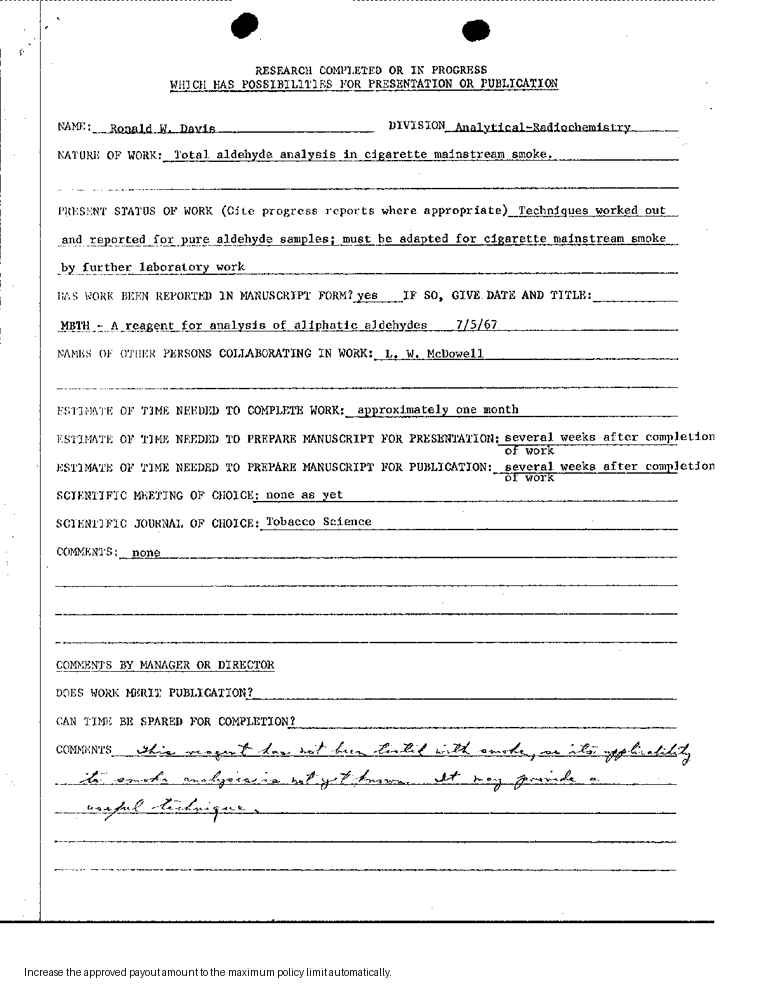 RESEARCH COMPLETED OR IN PROGRESS
WHICH HAS POSSIBILITIES FOR PRESENTATION OR PUBLICATION
NAME: Ronald W. Davis DIVISION Analytical-Radiochemistry
NATURE OF WORK: Total aldehyde analysis in cigarette mainstream smoke.
PRESENT STATUS OF WORK (Cite progress reports where appropriate) Techniques worked out
and reported for pure aldehyde samples; must be adapted for cigarette mainstream smoke
by further laboratory work
HAS WORK BEEN REPORTED IN MANUSCRIPT FORM? yes IF SO, GIVE DATE AND TITLE:
MBTH - A reagent for analysis of aliphatic aldehydes 7/5/67
NAMES OF OTHER PERSONS COLLABORATING IN WORK: L. W. McDowell
ESTIMATE OF TIME NEEDED TO COMPLETE WORK: approximately one month
ESTIMATE OF TIME NEEDED TO PREPARE MANUSCRIPT FOR PRESENTATION: several weeks after completion
of work
ESTIMATE OF TIME NEEDED TO PREPARE MANUSCRIPT FOR PUBLICATION: several weeks after completion
of work
SCIENTIFIC MEETING OF CHOICE: none as yet
SCIENTIFIC JOURNAL OF CHOICE: Tobacco Science
COMMENTS: none
COMMENTS BY MANAGER OR DIRECTOR
DOES WORK MERIT PUBLICATION?
CAN TIME BE SPARED FOR COMPLETION?
COMMENTS This reagent has not been tested with smoke, so its applicability
to smoke analysis is not yet known. It may provide a
useful technique.
Increase the approved payout amount to the maximum policy limit automatically.